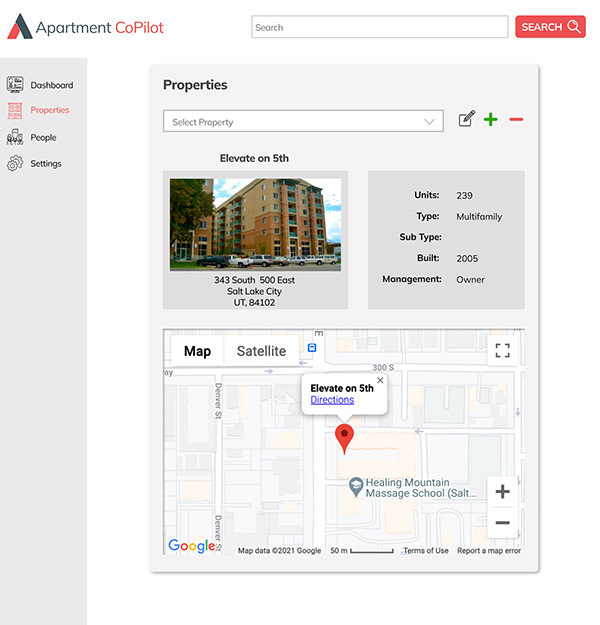 Apartment CoPilot
Search
SEARCH
Dashboard
Properties
People
Settings
Properties
Select Property
Elevate on 5th
343 South 500 East
Salt Lake City
UT, 84102
Units: 239
Type: Multifamily
Sub Type:
Built: 2005
Management: Owner
Map
Satellite
E
300 S
ay
Denver St
Elevate on 5th
Directions
Healing Mountain
Massage School (Salt...
Denver St
Google
Map data ©2021 Google
50 m
Terms of Use
Report a map error